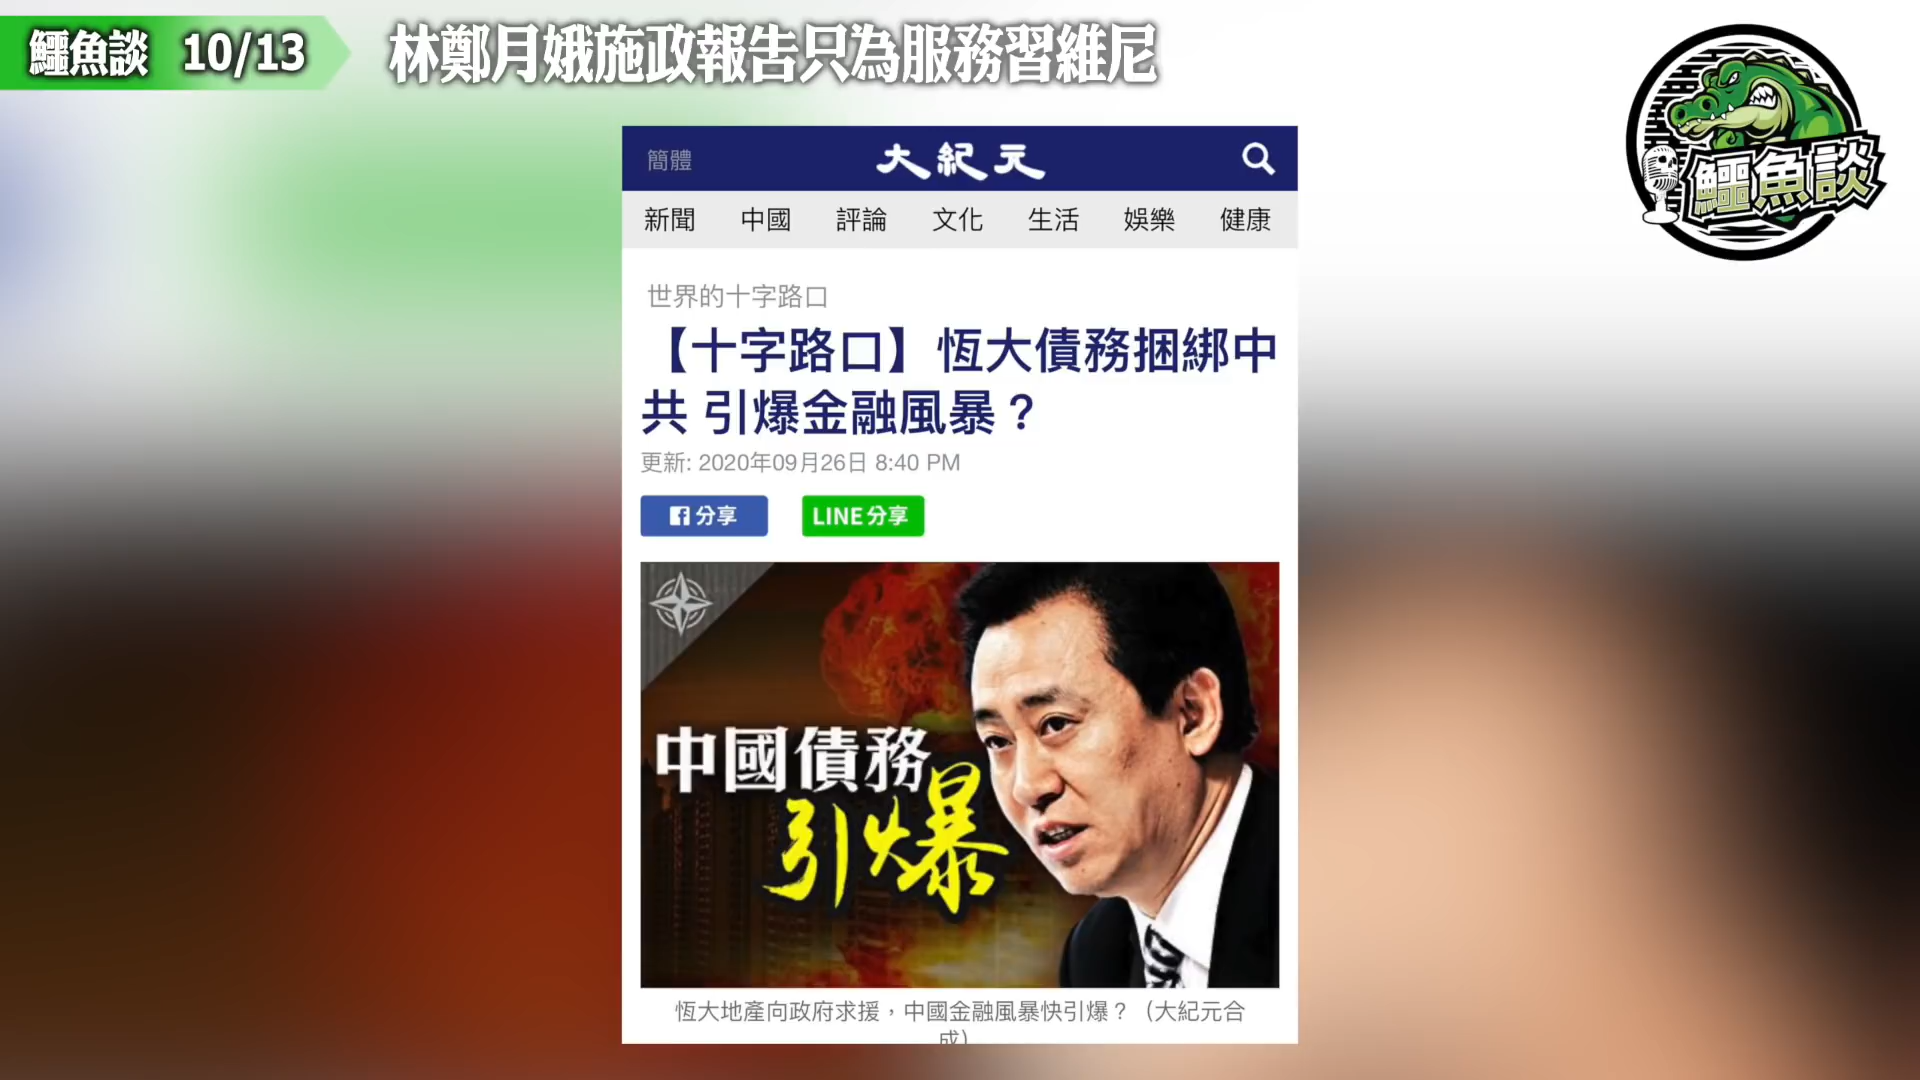 鱷魚談 10/13 林鄭月娥施政報告只為服務習維尼
鱷魚談
簡體 大紀元
新聞 中國 評論 文化 生活 娛樂 健康
世界的十字路口
【十字路口】恆大債務捆綁中
共 引爆金融風暴？
更新: 2020年09月26日 8:40 PM
分享 LINE分享
中國債務
引爆
恆大地產向政府求援，中國金融風暴快引爆？（大紀元合
成）